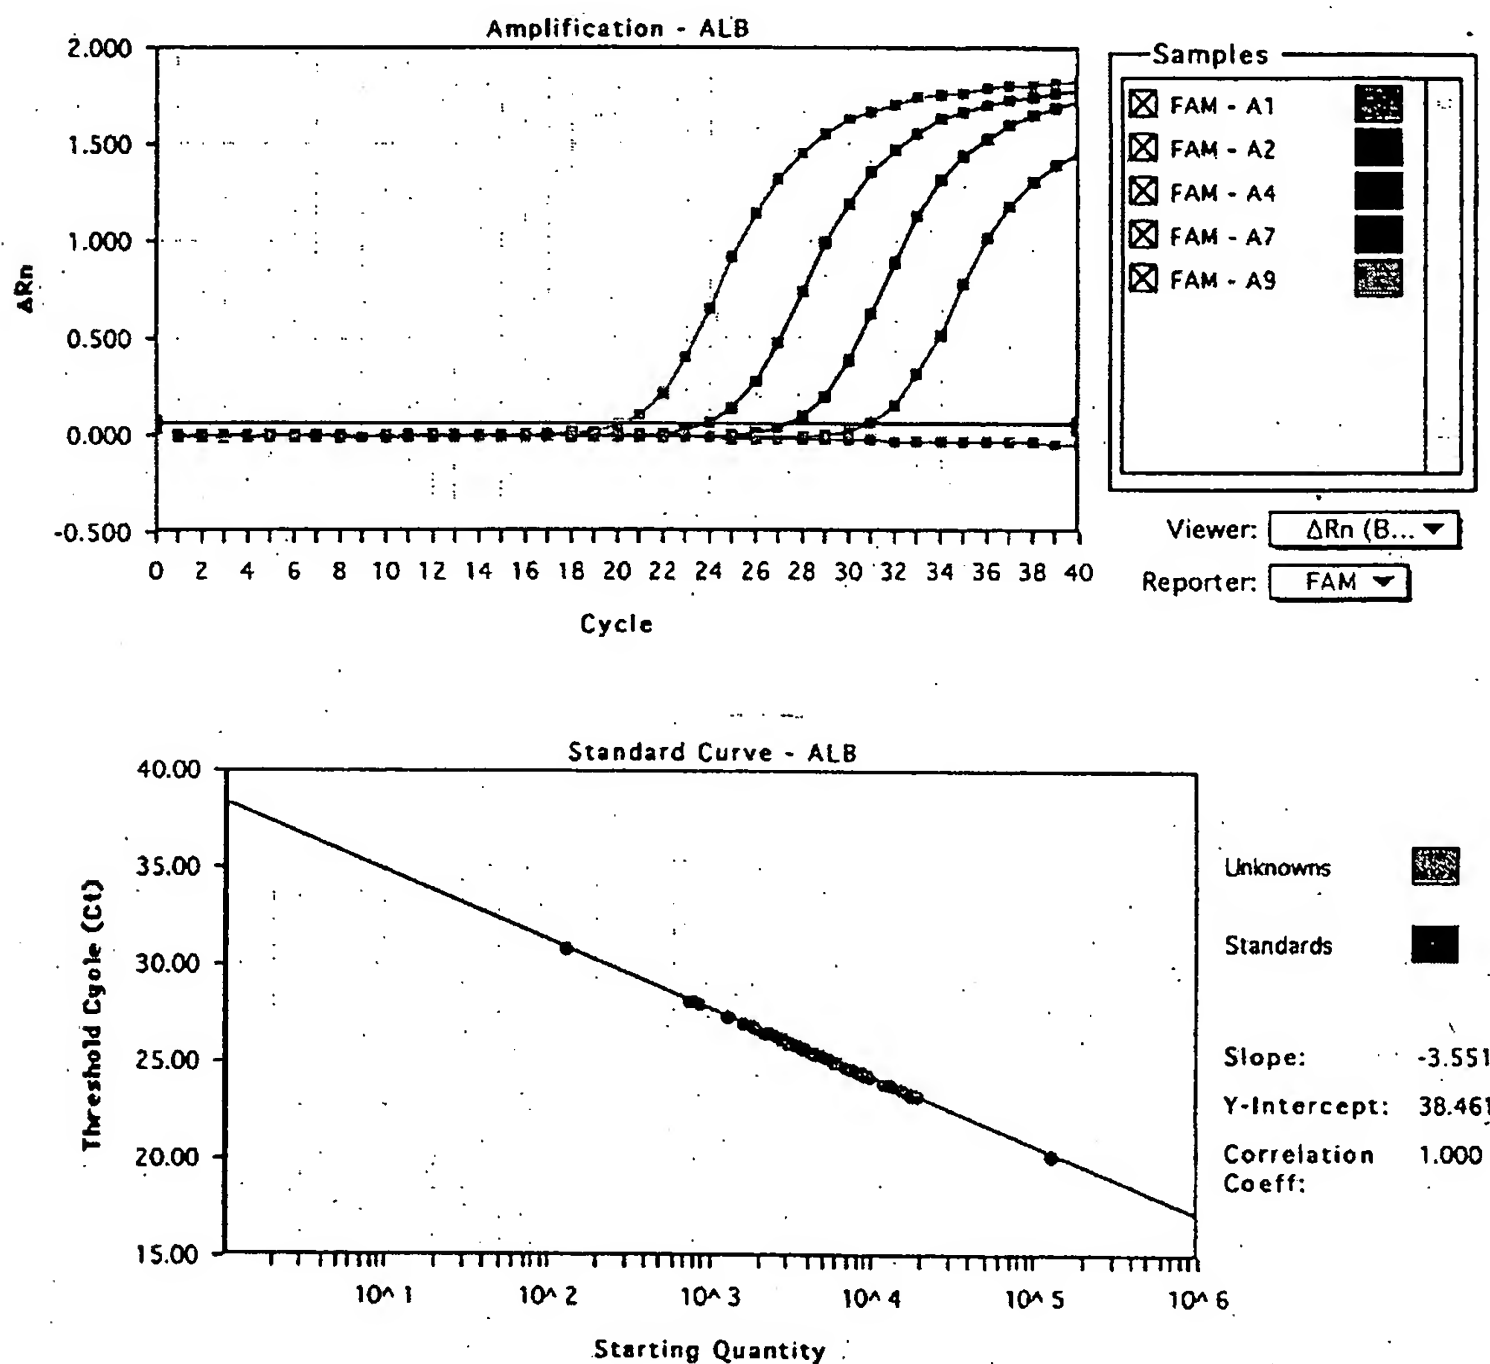 Amplification - ALB
2.000
1.500
1.000
0.500
0.000
-0.500
ΔRn
0 2 4 6 8 10 12 14 16 18 20 22 24 26 28 30 32 34 36 38 40
Cycle
Samples
FAM - A1
FAM - A2
FAM - A4
FAM - A7
FAM - A9
Viewer: ΔRn (B...
Reporter: FAM
Standard Curve - ALB
40.00
35.00
30.00
25.00
20.00
15.00
Threshold Cycle (Ct)
10^1 10^2 10^3 10^4 10^5 10^6
Starting Quantity
Unknowns
Standards
Slope: -3.551
Y-Intercept: 38.461
Correlation 1.000
Coeff: